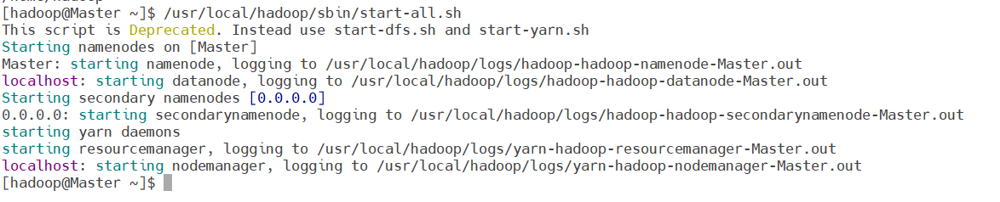 [hadoop@Master ~]$ /usr/local/hadoop/sbin/start-all.sh
This script is Deprecated. Instead use start-dfs.sh and start-yarn.sh
Starting namenodes on [Master]
Master: starting namenode, logging to /usr/local/hadoop/logs/hadoop-hadoop-namenode-Master.out
localhost: starting datanode, logging to /usr/local/hadoop/logs/hadoop-hadoop-datanode-Master.out
Starting secondary namenodes [0.0.0.0]
0.0.0.0: starting secondarynamenode, logging to /usr/local/hadoop/logs/hadoop-hadoop-secondarynamenode-Master.out
starting yarn daemons
starting resourcemanager, logging to /usr/local/hadoop/logs/yarn-hadoop-resourcemanager-Master.out
localhost: starting nodemanager, logging to /usr/local/hadoop/logs/yarn-hadoop-nodemanager-Master.out
[hadoop@Master ~]$